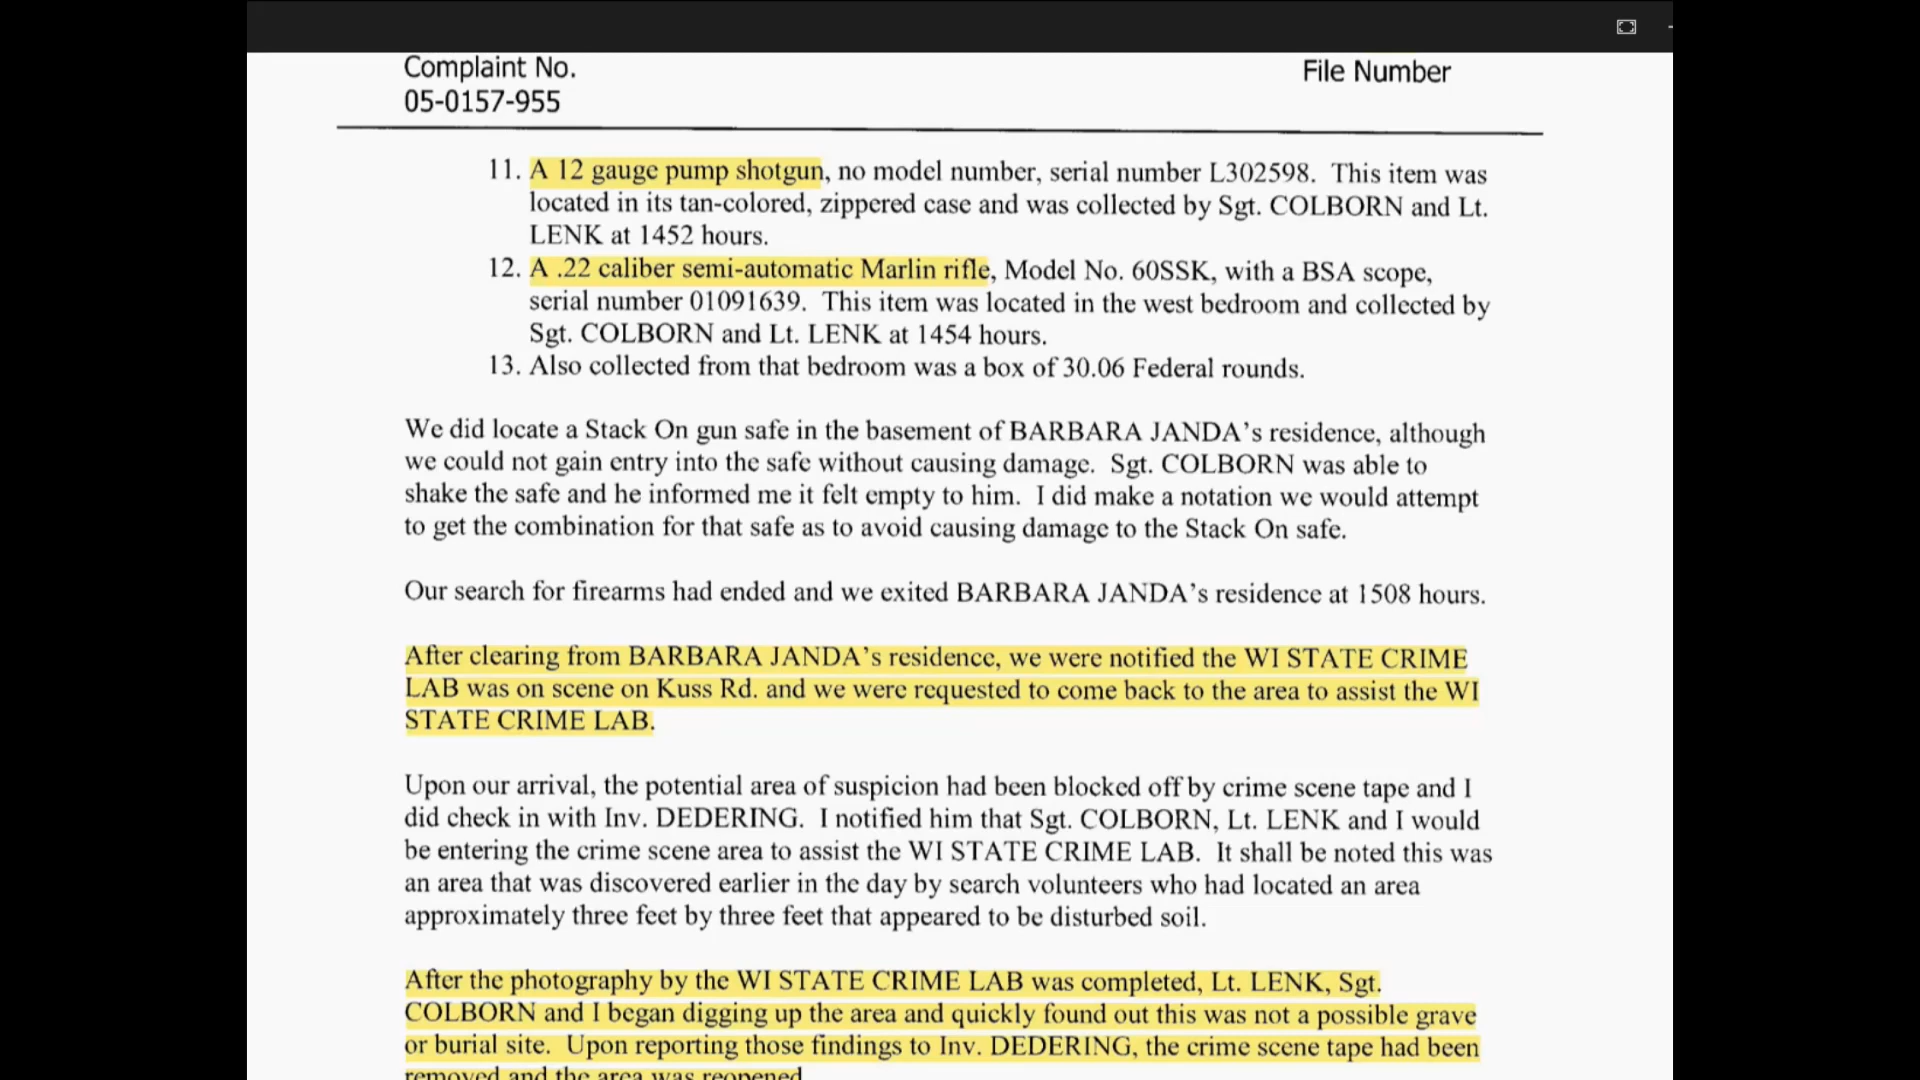 Complaint No.
File Number
05-0157-955
11. A 12 gauge pump shotgun, no model number, serial number L302598. This item was
located in its tan-colored, zippered case and was collected by Sgt. COLBORN and Lt.
LENK at 1452 hours.
12. A .22 caliber semi-automatic Marlin rifle, Model No. 60SSK, with a BSA scope,
serial number 01091639. This item was located in the west bedroom and collected by
Sgt. COLBORN and Lt. LENK at 1454 hours.
13. Also collected from that bedroom was a box of 30.06 Federal rounds.
We did locate a Stack On gun safe in the basement of BARBARA JANDA's residence, although
we could not gain entry into the safe without causing damage. Sgt. COLBORN was able to
shake the safe and he informed me it felt empty to him. I did make a notation we would attempt
to get the combination for that safe as to avoid causing damage to the Stack On safe.
Our search for firearms had ended and we exited BARBARA JANDA's residence at 1508 hours.
After clearing from BARBARA JANDA's residence, we were notified the WI STATE CRIME
LAB was on scene on Kuss Rd. and we were requested to come back to the area to assist the WI
STATE CRIME LAB.
Upon our arrival, the potential area of suspicion had been blocked off by crime scene tape and I
did check in with Inv. DEDERING. I notified him that Sgt. COLBORN, Lt. LENK and I would
be entering the crime scene area to assist the WI STATE CRIME LAB. It shall be noted this was
an area that was discovered earlier in the day by search volunteers who had located an area
approximately three feet by three feet that appeared to be disturbed soil.
After the photography by the WI STATE CRIME LAB was completed, Lt. LENK, Sgt.
COLBORN and I began digging up the area and quickly found out this was not a possible grave
or burial site. Upon reporting those findings to Inv. DEDERING, the crime scene tape had been
removed and the area was reopened